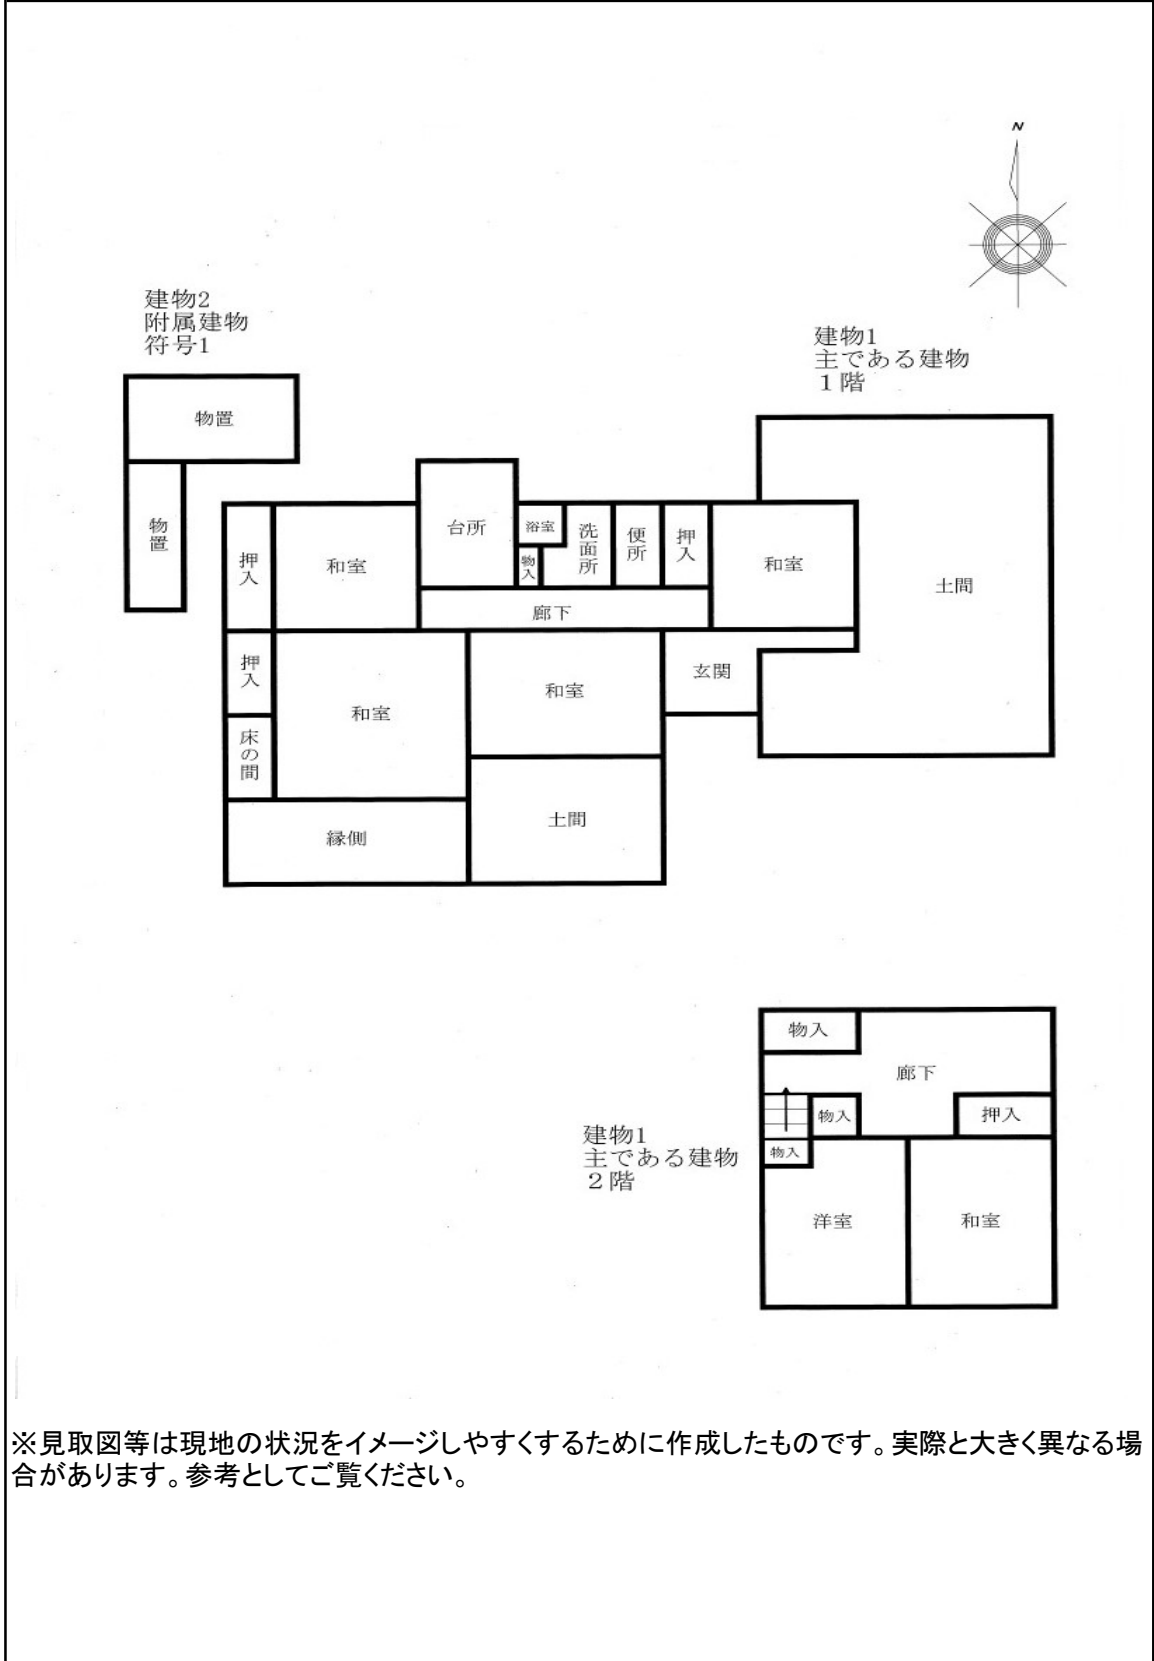 N
建物2
附属建物
符号1
建物1
主である建物
１階
物置
物置
押入
和室
台所
浴室
物入
洗面所
便所
押入
和室
土間
廊下
押入
床の間
和室
和室
玄関
縁側
土間
物入
廊下
物入
押入
物入
建物1
主である建物
２階
洋室
和室
※見取図等は現地の状況をイメージしやすくするために作成したものです。実際と大きく異なる場
合があります。参考としてご覧ください。